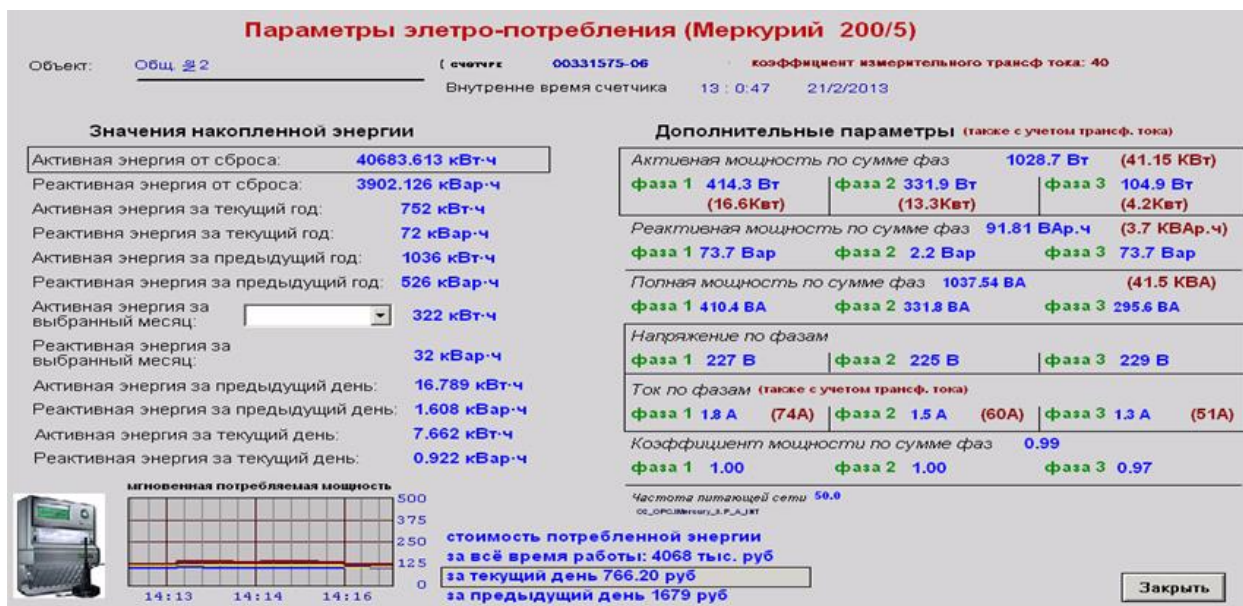 Параметры элетро-потребления (Меркурий 200/5)
Объект: Общ. №2 ( счетчик 00331575-06 коэффициент измерительного трансф тока: 40
Внутренне время счетчика 13 : 0:47 21/2/2013
Значения накопленной энергии
Активная энергия от сброса: 40683.613 кВт·ч
Реактивная энергия от сброса: 3902.126 кВар·ч
Активная энергия за текущий год: 752 кВт·ч
Реактивня энергия за текущий год: 72 кВар·ч
Активная энергия за предыдущий год: 1036 кВт·ч
Реактивная энергия за предыдущий год: 526 кВар·ч
Активная энергия за
выбранный месяц: 322 кВт·ч
Реактивная энергия за
выбранный месяц: 32 кВар·ч
Активная энергия за предыдущий день: 16.789 кВт·ч
Реактивная энергия за предыдущий день: 1.608 кВар·ч
Активная энергия за текущий день: 7.662 кВт·ч
Реактивная энергия за текущий день: 0.922 кВар·ч
Дополнительные параметры (также с учетом трансф. тока)
Активная мощность по сумме фаз 1028.7 Вт (41.15 КВт)
фаза 1 414.3 Вт фаза 2 331.9 Вт фаза 3 104.9 Вт
(16.6Квт) (13.3Квт) (4.2Квт)
Реактивная мощность по сумме фаз 91.81 ВАр.ч (3.7 КВАр.ч)
фаза 1 73.7 Вар фаза 2 2.2 Вар фаза 3 73.7 Вар
Полная мощность по сумме фаз 1037.54 ВА (41.5 КВА)
фаза 1 410.4 ВА фаза 2 331.8 ВА фаза 3 295.6 ВА
Напряжение по фазам
фаза 1 227 В фаза 2 225 В фаза 3 229 В
Ток по фазам (также с учетом трансф. тока)
фаза 1 1.8 А (74А) фаза 2 1.5 А (60А) фаза 3 1.3 А (51А)
Коэффициент мощности по сумме фаз 0.99
фаза 1 1.00 фаза 2 1.00 фаза 3 0.97
Частота питающей сети 50.0
мгновенная потребляемая мощность
500
375
250
125
0
14:13 14:14 14:16
стоимость потребленной энергии
за всё время работы: 4068 тыс. руб
за текущий день 766.20 руб
за предыдущий день 1679 руб
Закрыть